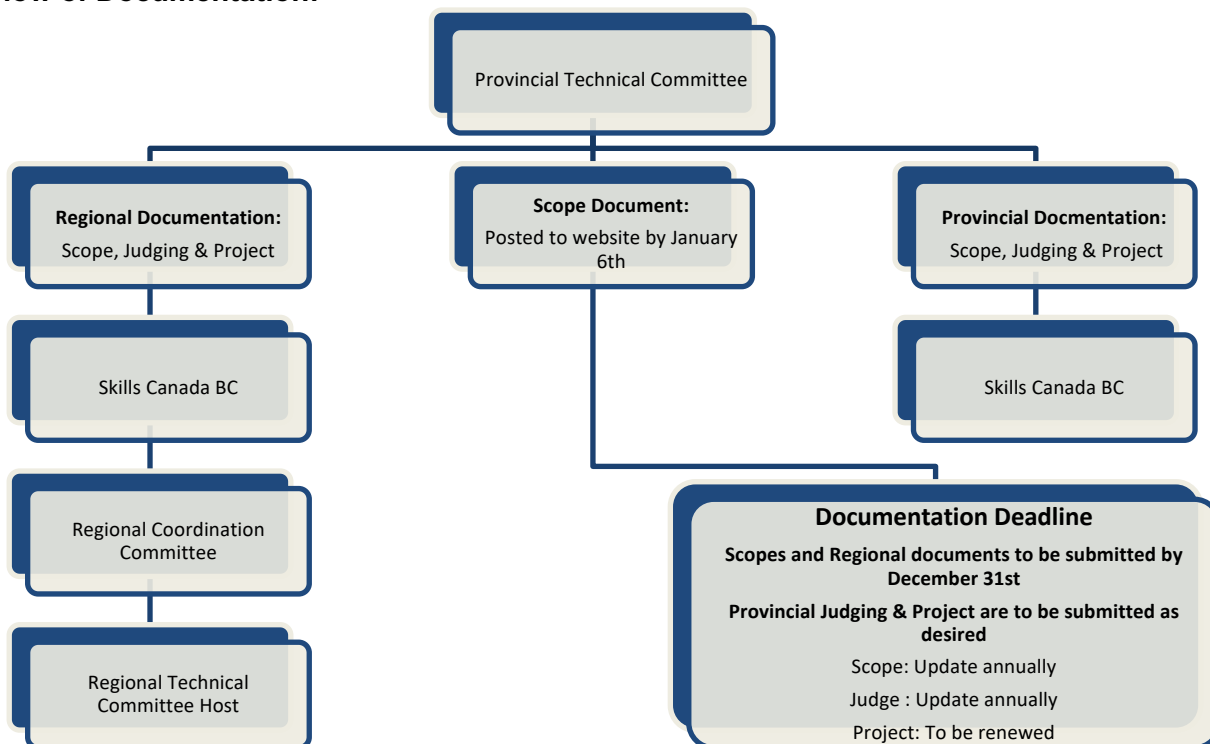 Provincial Technical Committee
Regional Documentation:
Scope, Judging & Project
Scope Document:
Posted to website by January
6th
Provincial Docmentation:
Scope, Judging & Project
Skills Canada BC
Skills Canada BC
Regional Coordination
Committee
Regional Technical
Committee Host
Documentation Deadline
Scopes and Regional documents to be submitted by
December 31st
Provincial Judging & Project are to be submitted as
desired
Scope: Update annually
Judge : Update annually
Project: To be renewed